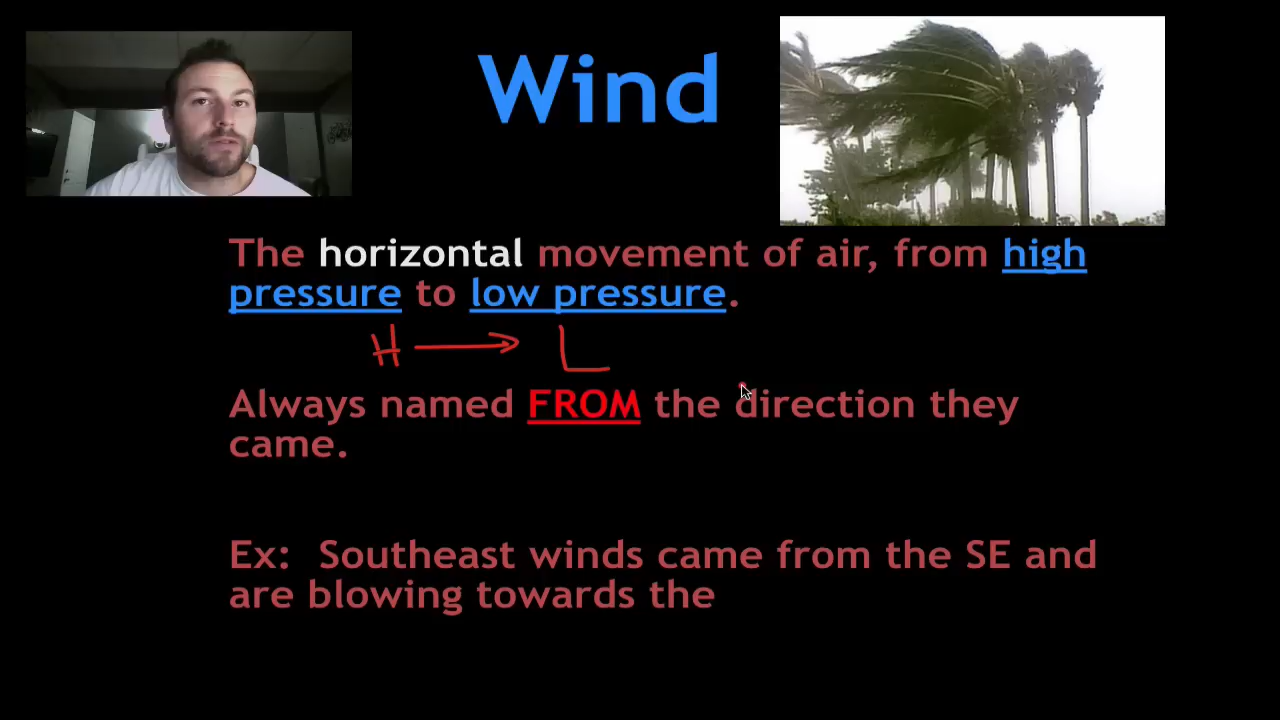 Wind
The horizontal movement of air, from high
pressure to low pressure.
H → L
Always named FROM the direction they
came.
Ex: Southeast winds came from the SE and
are blowing towards the